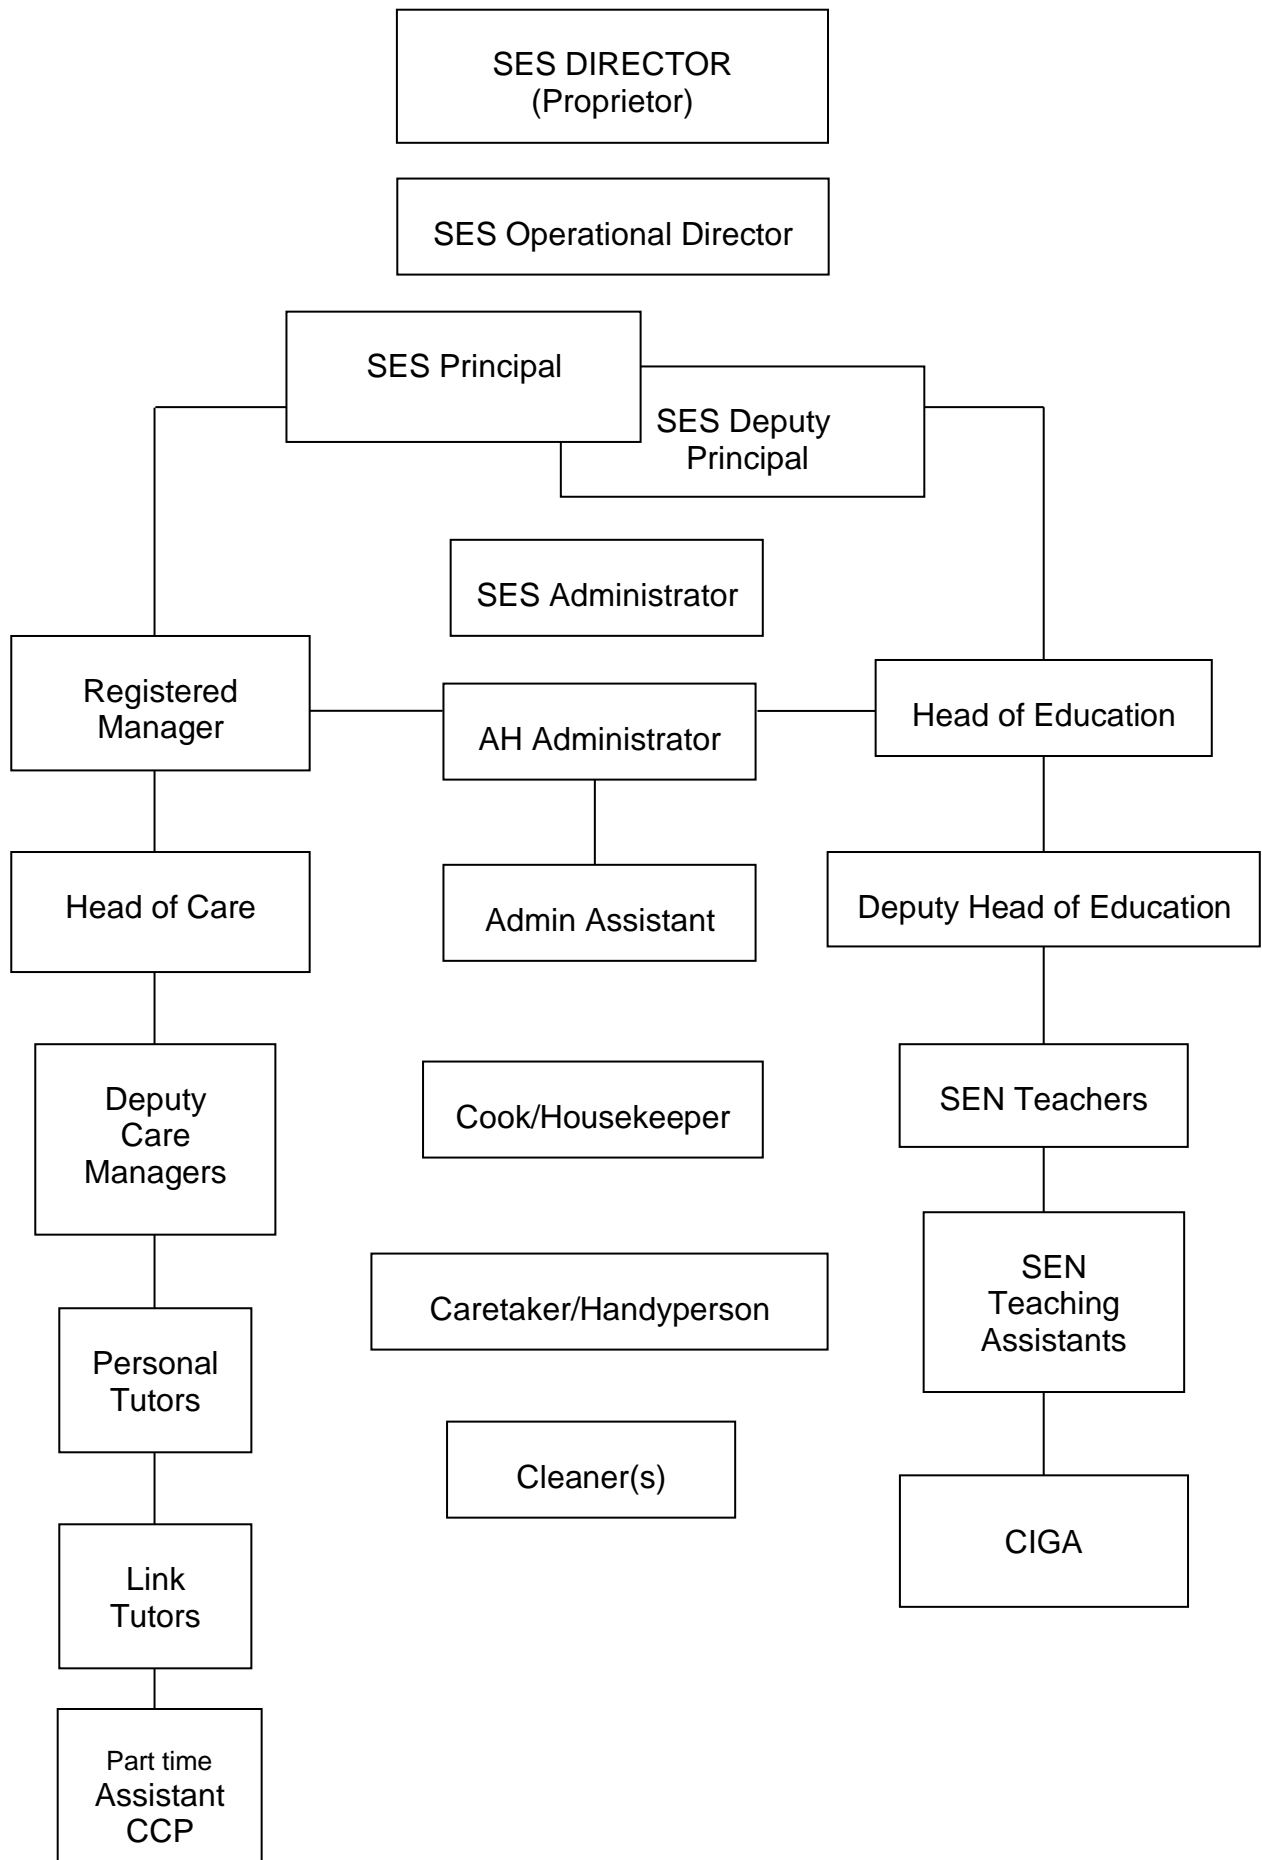 SES DIRECTOR
(Proprietor)
SES Operational Director
SES Principal
SES Deputy
Principal
SES Administrator
Registered
Manager
AH Administrator
Head of Education
Head of Care
Admin Assistant
Deputy Head of Education
Deputy
Care
Managers
Cook/Housekeeper
SEN Teachers
Personal
Tutors
Caretaker/Handyperson
SEN
Teaching
Assistants
Cleaner(s)
Link
Tutors
CIGA
Part time
Assistant
CCP